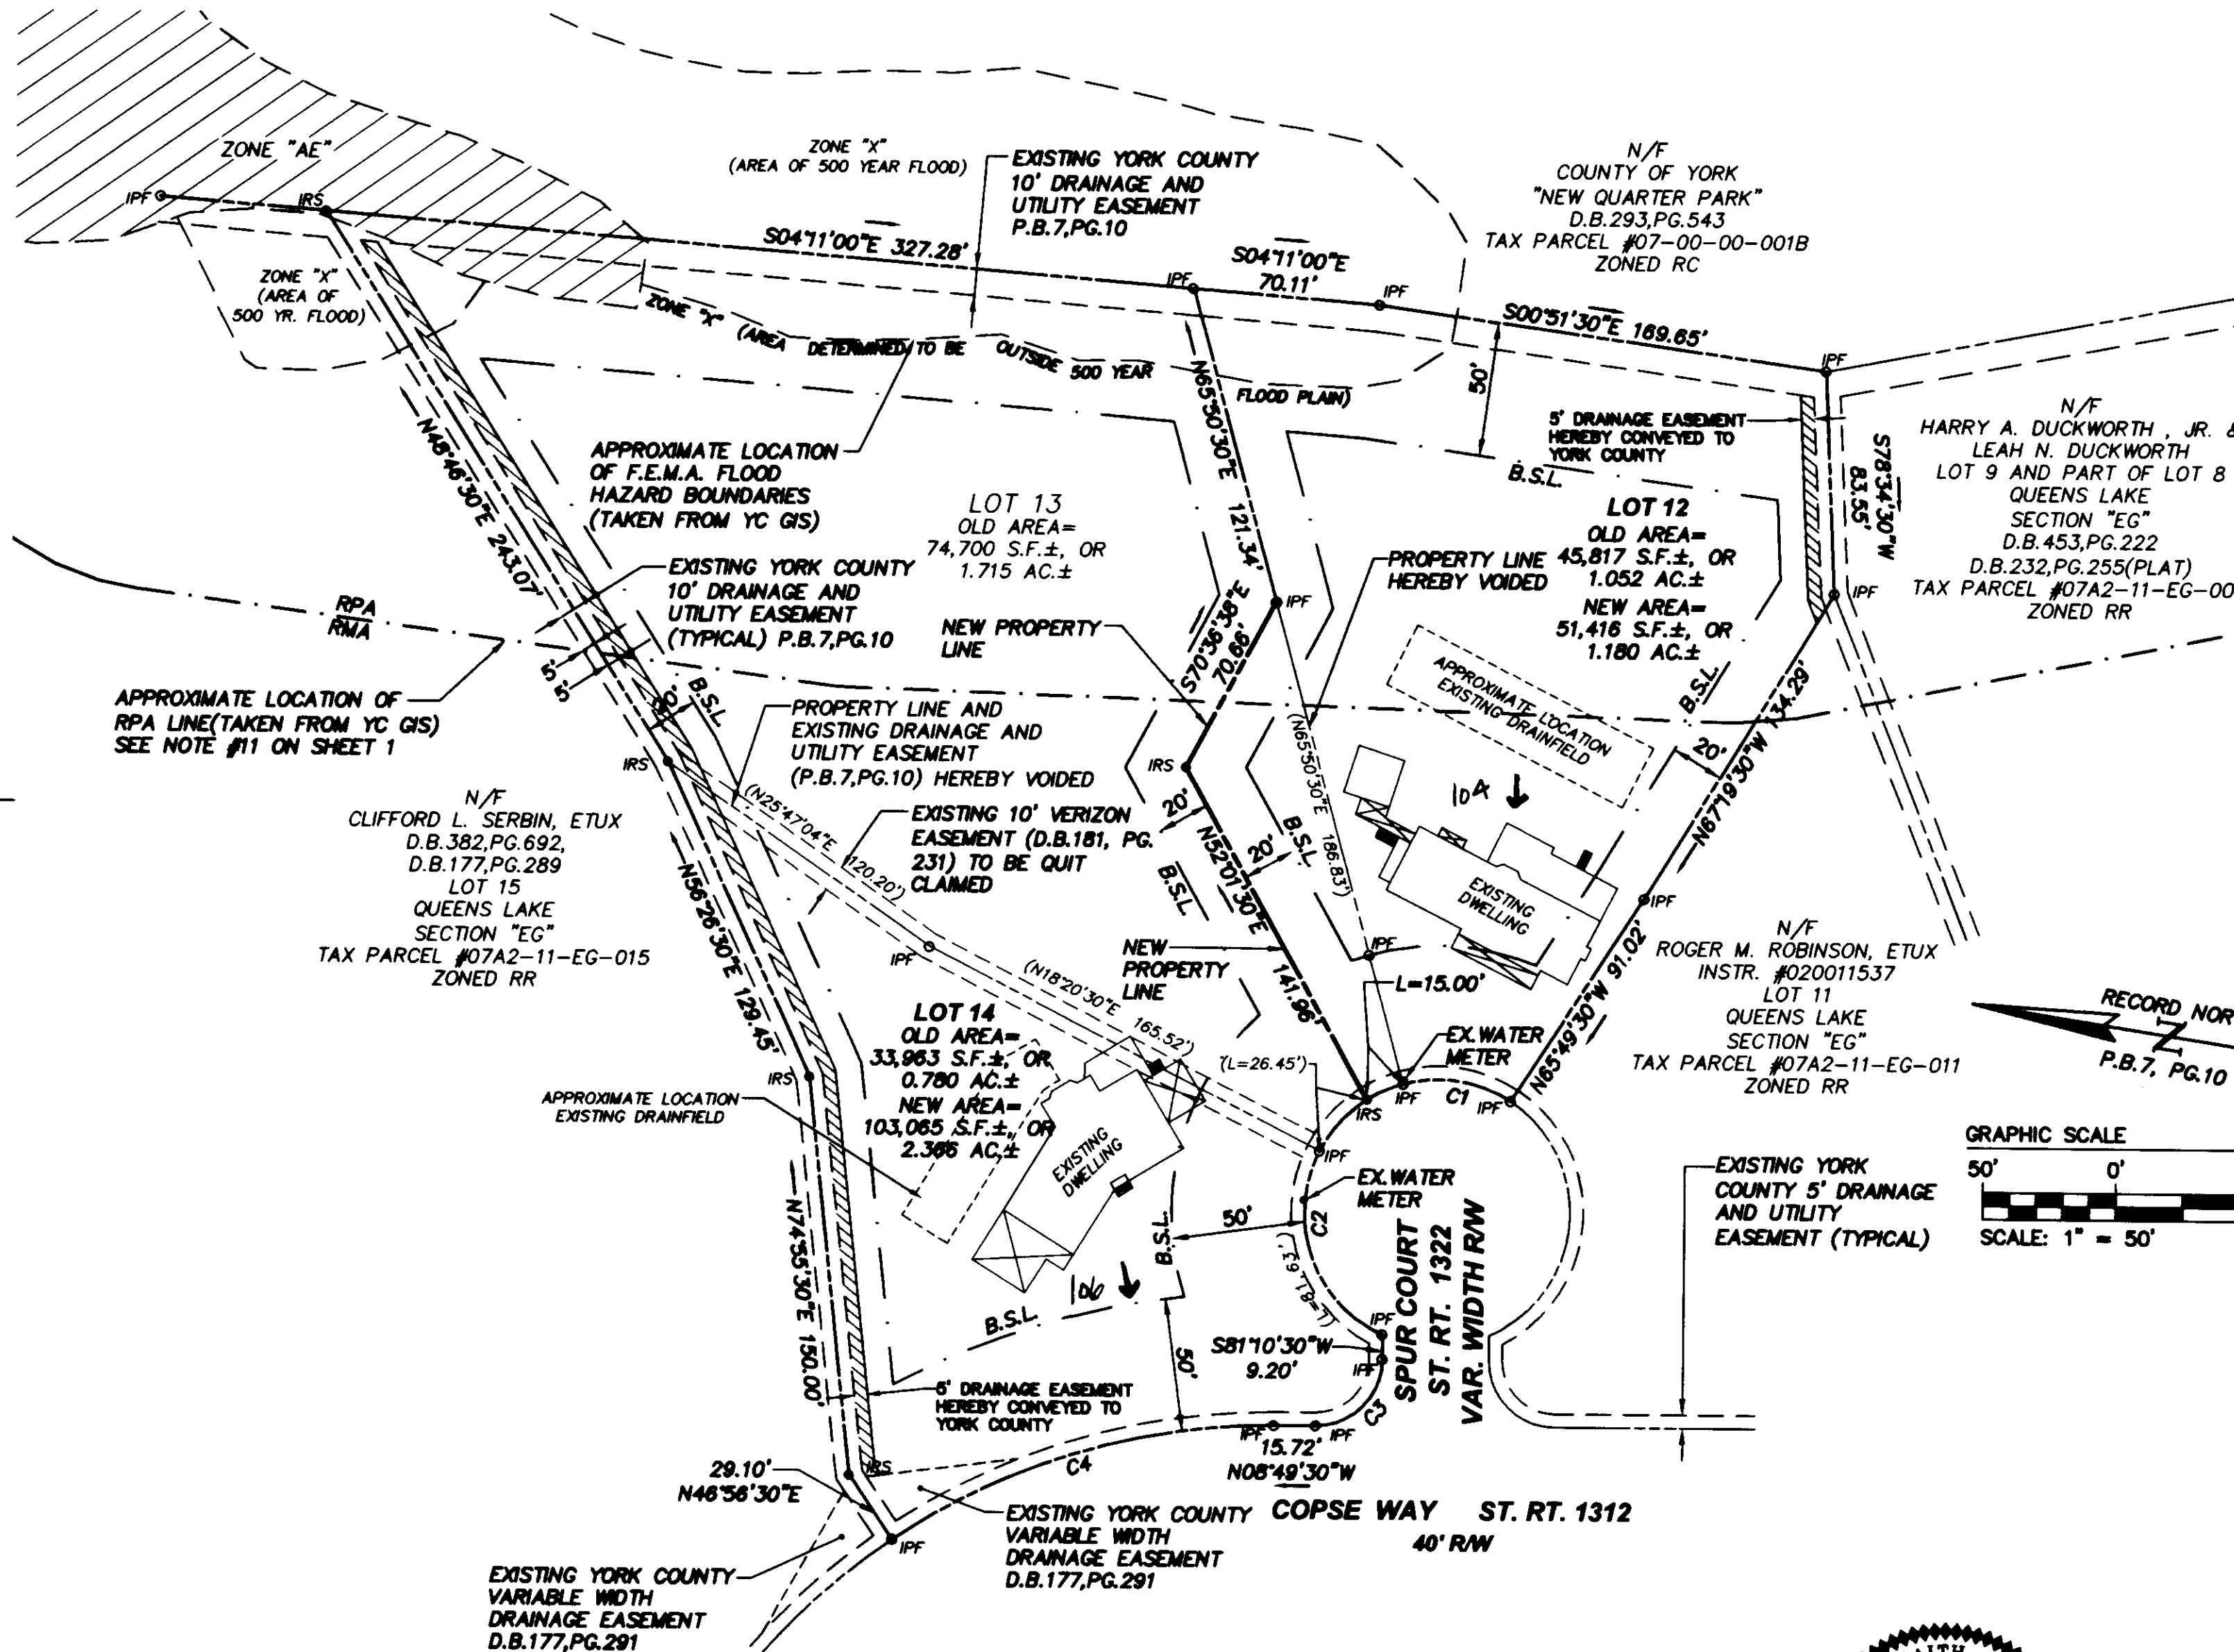 ZONE "AE"
ZONE "X"
(AREA OF 500 YEAR FLOOD)
EXISTING YORK COUNTY
10' DRAINAGE AND
UTILITY EASEMENT
P.B.7,PG.10
N/F
COUNTY OF YORK
"NEW QUARTER PARK"
D.B.293,PG.543
TAX PARCEL #07-00-00-001B
ZONED RC
IPF
IRS
S04°11'00"E 327.28'
IPF
S04°11'00"E
70.11'
IPF
S00°51'30"E 169.65'
IPF
ZONE "X"
(AREA OF
500 YR. FLOOD)
ZONE "X" (AREA DETERMINED TO BE OUTSIDE 500 YEAR FLOOD PLAIN)
50'
B.S.L.
5' DRAINAGE EASEMENT
HEREBY CONVEYED TO
YORK COUNTY
S78°34'30"W
83.55'
IPF
N/F
HARRY A. DUCKWORTH , JR. &
LEAH N. DUCKWORTH
LOT 9 AND PART OF LOT 8
QUEENS LAKE
SECTION "EG"
D.B.453,PG.222
D.B.232,PG.255(PLAT)
TAX PARCEL #07A2-11-EG-00
ZONED RR
N48°46'30"E 243.07'
APPROXIMATE LOCATION
OF F.E.M.A. FLOOD
HAZARD BOUNDARIES
(TAKEN FROM YC GIS)
LOT 13
OLD AREA=
74,700 S.F.±, OR
1.715 AC.±
N65°50'30"E 121.34'
IPF
LOT 12
OLD AREA=
45,817 S.F.±, OR
1.052 AC.±
NEW AREA=
51,416 S.F.±, OR
1.180 AC.±
PROPERTY LINE
HEREBY VOIDED
EXISTING YORK COUNTY
10' DRAINAGE AND
UTILITY EASEMENT
(TYPICAL) P.B.7,PG.10
NEW PROPERTY
LINE
S70°36'38"E
70.66'
RPA
RMA
5'
5'
20'
B.S.L.
APPROXIMATE LOCATION OF
RPA LINE(TAKEN FROM YC GIS)
SEE NOTE #11 ON SHEET 1
PROPERTY LINE AND
EXISTING DRAINAGE AND
UTILITY EASEMENT
(P.B.7,PG.10) HEREBY VOIDED
APPROXIMATE LOCATION
EXISTING DRAINFIELD
B.S.L.
20'
N67°19'30"W 134.29'
IRS
IRS
(N65°50'30"E 186.83')
104
N/F
CLIFFORD L. SERBIN, ETUX
D.B.382,PG.692,
D.B.177,PG.289
LOT 15
QUEENS LAKE
SECTION "EG"
TAX PARCEL #07A2-11-EG-015
ZONED RR
(N25°47'04"E 120.20')
EXISTING 10' VERIZON
EASEMENT (D.B.181, PG.
231) TO BE QUIT
CLAIMED
20'
20'
B.S.L.
B.S.L.
N52°01'30"E 141.96'
EXISTING
DWELLING
IPF
N56°26'30"E 129.45'
IPF
(N18°20'30"E 165.52')
NEW
PROPERTY
LINE
IPF
L=15.00'
N65°49'30"W 91.02'
N/F
ROGER M. ROBINSON, ETUX
INSTR. #020011537
LOT 11
QUEENS LAKE
SECTION "EG"
TAX PARCEL #07A2-11-EG-011
ZONED RR
RECORD NOR
P.B.7, PG.10
LOT 14
OLD AREA=
33,963 S.F.±, OR
0.780 AC.±
NEW AREA=
103,065 S.F.±, OR
2.366 AC.±
(L=26.45')
EX.WATER
METER
IRS
IPF
C1
IPF
IRS
APPROXIMATE LOCATION
EXISTING DRAINFIELD
EXISTING
DWELLING
IPF
EX.WATER
METER
GRAPHIC SCALE
50' 0'
SCALE: 1" = 50'
EXISTING YORK
COUNTY 5' DRAINAGE
AND UTILITY
EASEMENT (TYPICAL)
N74°55'30"E 150.00'
B.S.L.
50'
C2
(L=81.63')
106
B.S.L.
50'
IPF
S81°10'30"W
9.20'
IPF
SPUR COURT
ST. RT. 1322
VAR. WIDTH R/W
5' DRAINAGE EASEMENT
HEREBY CONVEYED TO
YORK COUNTY
C3
IPF
IPF
15.72'
N08°49'30"W
C4
IRS
29.10'
N46°56'30"E
IPF
EXISTING YORK COUNTY
VARIABLE WIDTH
DRAINAGE EASEMENT
D.B.177,PG.291
COPSE WAY ST. RT. 1312
40' R/W
EXISTING YORK COUNTY
VARIABLE WIDTH
DRAINAGE EASEMENT
D.B.177,PG.291